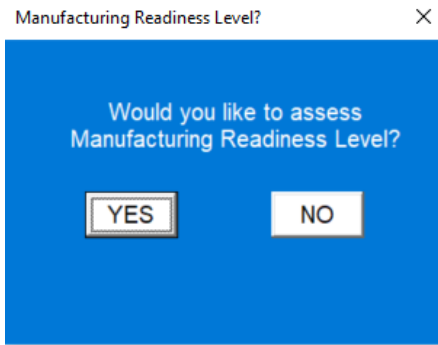 Manufacturing Readiness Level?
Would you like to assess
Manufacturing Readiness Level?
YES
NO